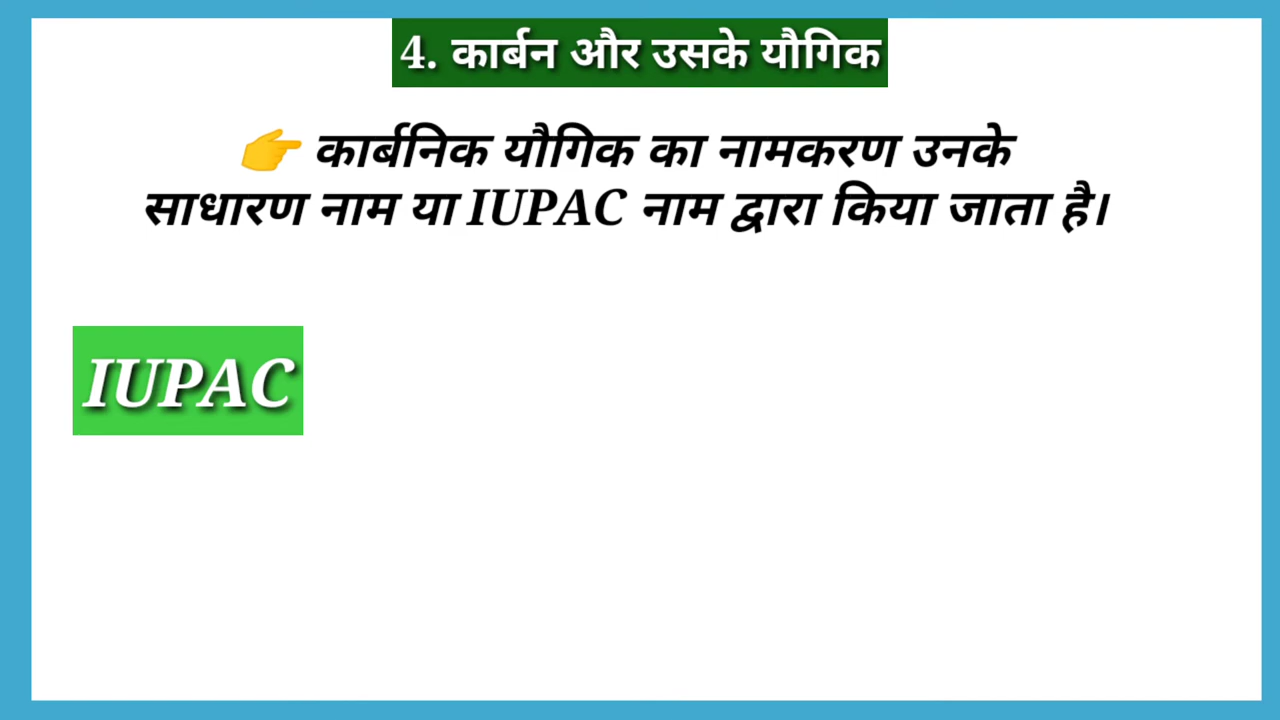 4. कार्बन और उसके यौगिक
👉 कार्बनिक यौगिक का नामकरण उनके
साधारण नाम या IUPAC नाम द्वारा किया जाता है।
IUPAC